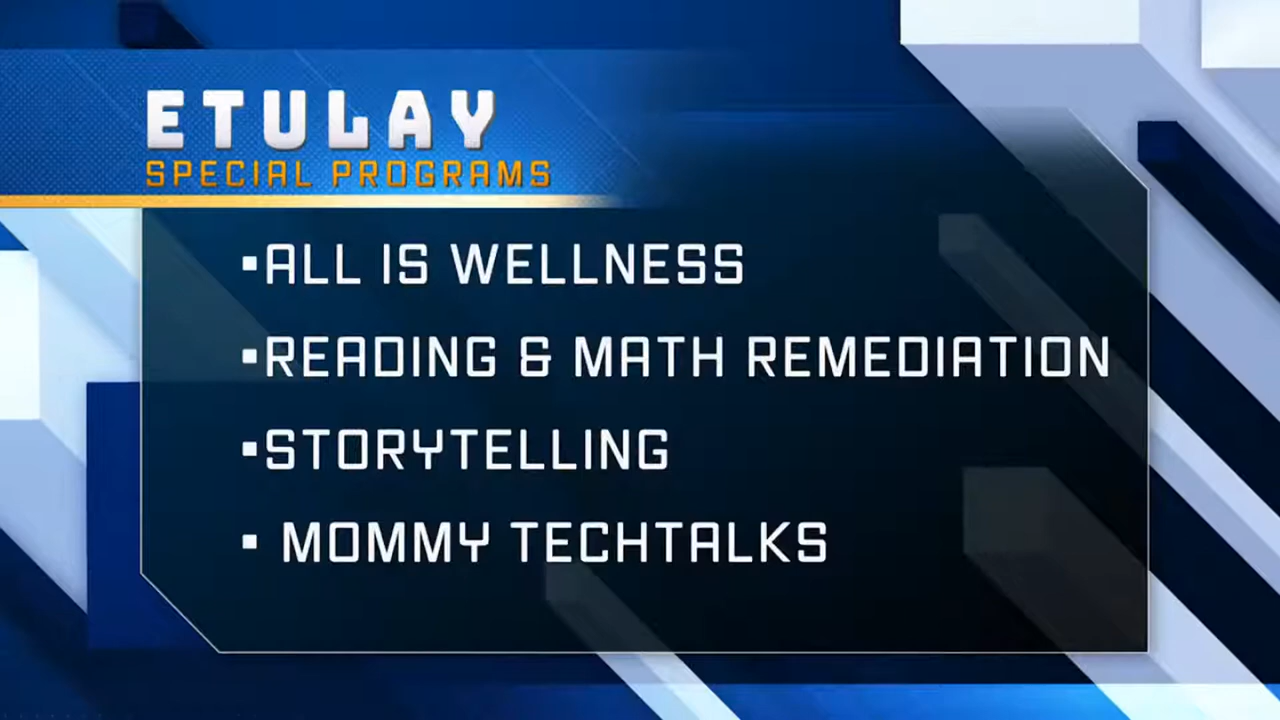 ETULAY
SPECIAL PROGRAMS
▪ALL IS WELLNESS
▪READING & MATH REMEDIATION
▪STORYTELLING
▪ MOMMY TECHTALKS